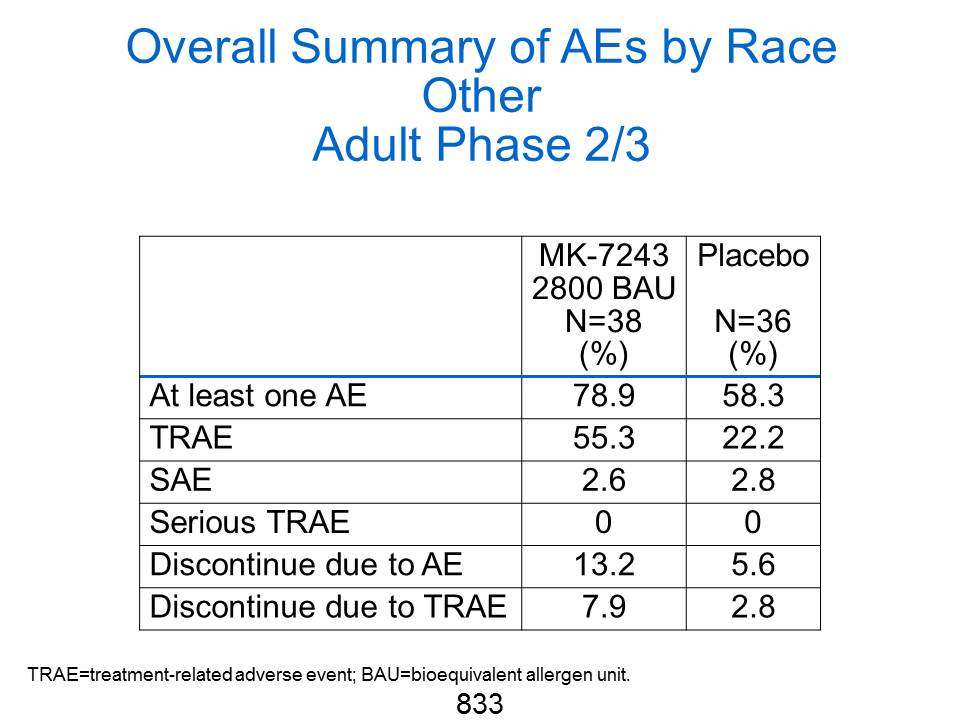 Overall Summary of AEs by Race
Other
Adult Phase 2/3
MK-7243 Placebo
2800 BAU
N=38 N=36
(%) (%)
At least one AE 78.9 58.3
TRAE 55.3 22.2
SAE 2.6 2.8
Serious TRAE 0 0
Discontinue due to AE 13.2 5.6
Discontinue due to TRAE 7.9 2.8
TRAE=treatment-related adverse event; BAU=bioequivalent allergen unit.
833